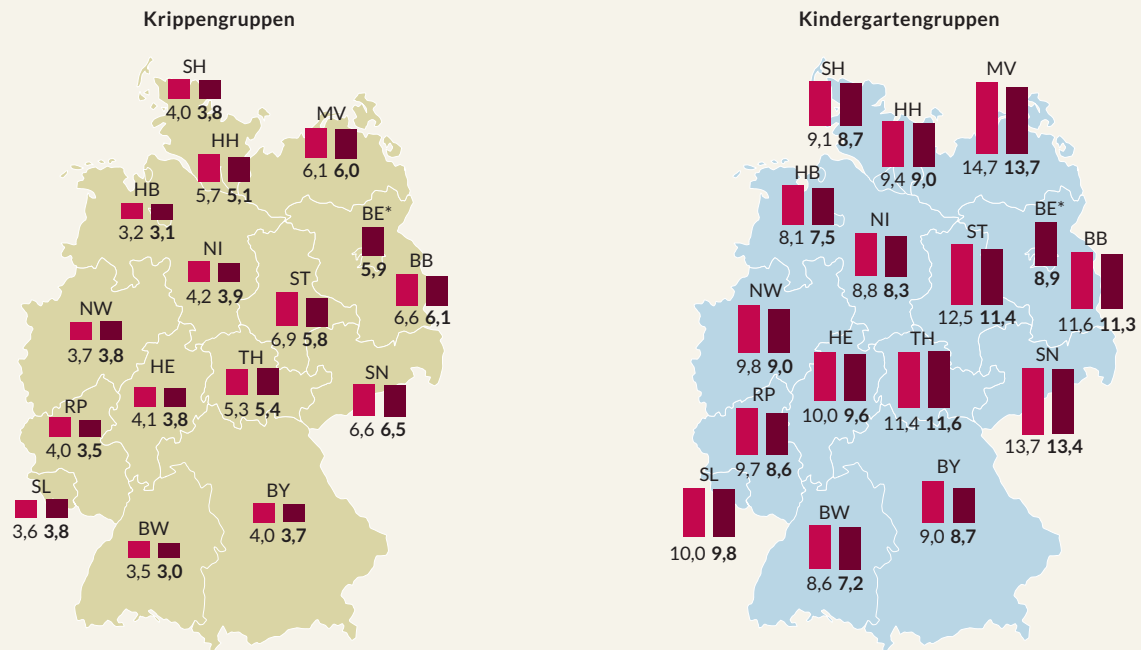 Krippengruppen
SH
4,0 3,8
MV
6,1 6,0
HH
5,7 5,1
HB
3,2 3,1
BE*
5,9
NI
4,2 3,9
BB
6,6 6,1
ST
6,9 5,8
NW
3,7 3,8
TH
5,3 5,4
HE
4,1 3,8
SN
6,6 6,5
RP
4,0 3,5
SL
3,6 3,8
BY
4,0 3,7
BW
3,5 3,0
Kindergartengruppen
SH
9,1 8,7
MV
14,7 13,7
HH
9,4 9,0
HB
8,1 7,5
BE*
8,9
NI
8,8 8,3
ST
12,5 11,4
BB
11,6 11,3
NW
9,8 9,0
HE
10,0 9,6
TH
11,4 11,6
SN
13,7 13,4
RP
9,7 8,6
SL
10,0 9,8
BY
9,0 8,7
BW
8,6 7,2